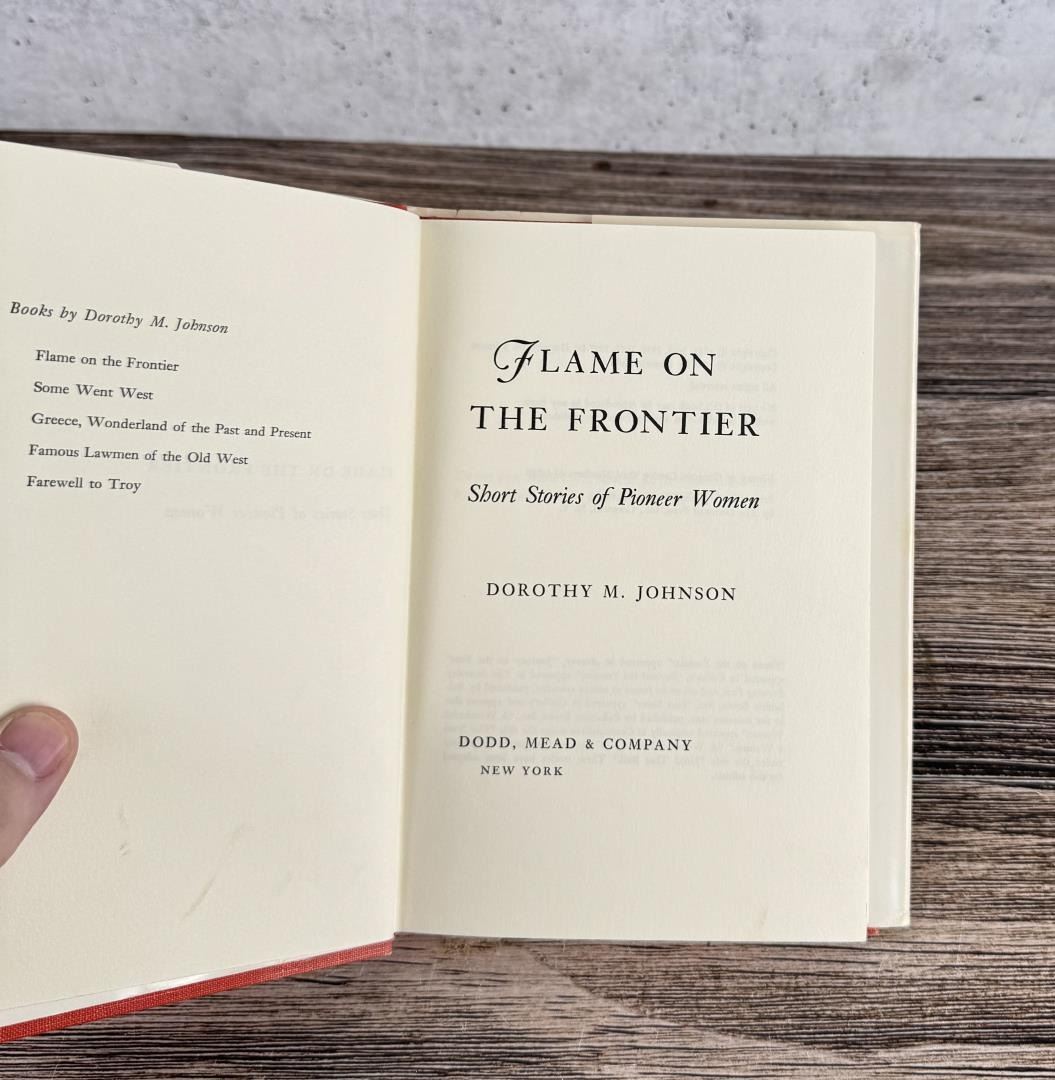 Books by Dorothy M. Johnson
Flame on the Frontier
Some Went West
Greece, Wonderland of the Past and Present
Famous Lawmen of the Old West
Farewell to Troy
FLAME ON
THE FRONTIER
Short Stories of Pioneer Women
DOROTHY M. JOHNSON
DODD, MEAD & COMPANY
NEW YORK